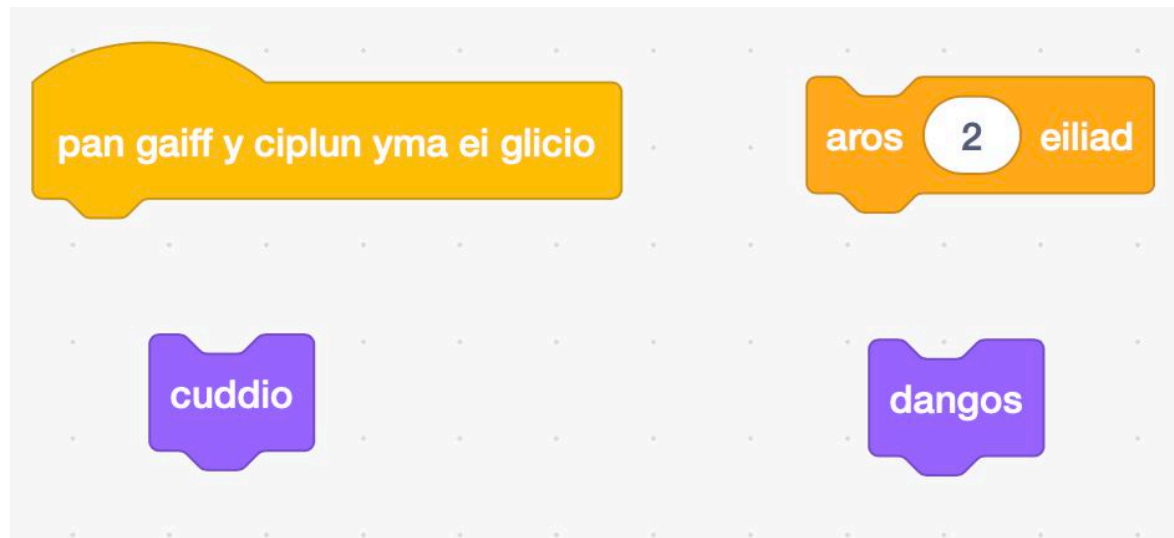 pan gaiff y ciplun yma ei glicio
aros 2 eiliad
cuddio
dangos